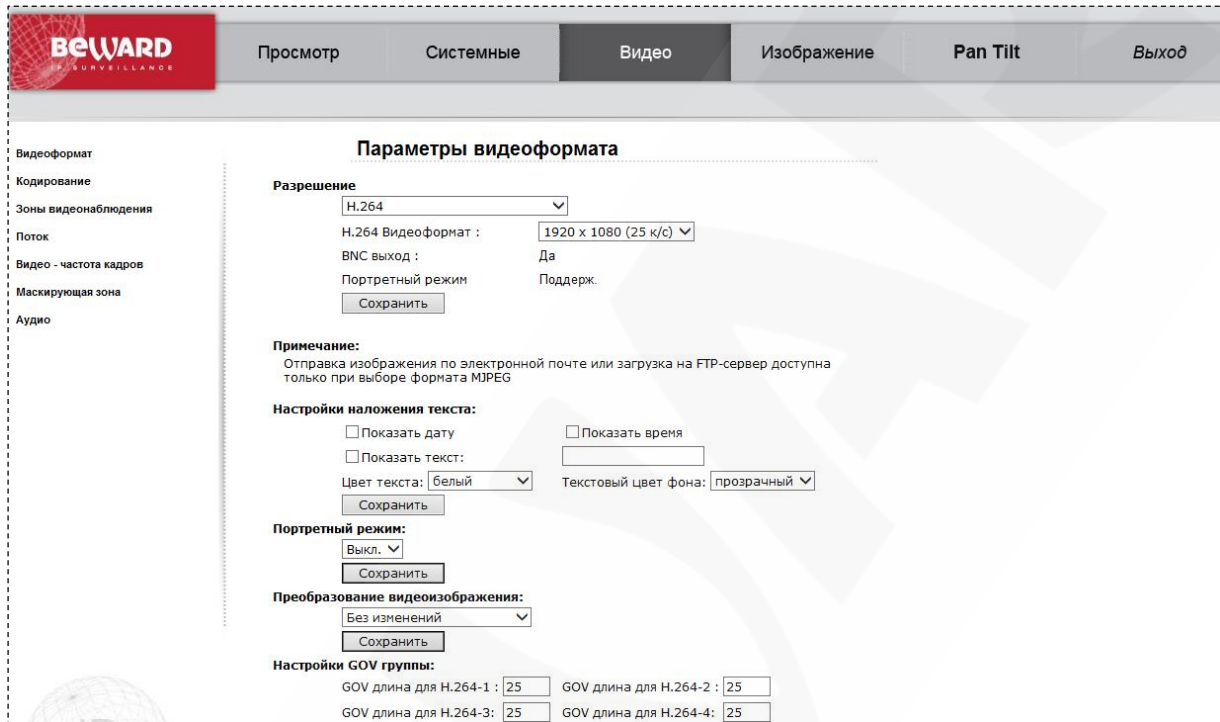 BEWARD
IP SURVEILLANCE
Просмотр Системные Видео Изображение Pan Tilt Выход
Видеоформат
Кодирование
Зоны видеонаблюдения
Поток
Видео - частота кадров
Маскирующая зона
Аудио
Параметры видеоформата
Разрешение
H.264
H.264 Видеоформат : 1920 x 1080 (25 к/с)
BNC выход : Да
Портретный режим Поддерж.
Сохранить
Примечание:
Отправка изображения по электронной почте или загрузка на FTP-сервер доступна
только при выборе формата MJPEG
Настройки наложения текста:
Показать дату Показать время
Показать текст:
Цвет текста: белый Текстовый цвет фона: прозрачный
Сохранить
Портретный режим:
Выкл.
Сохранить
Преобразование видеоизображения:
Без изменений
Сохранить
Настройки GOV группы:
GOV длина для H.264-1 : 25 GOV длина для H.264-2 : 25
GOV длина для H.264-3: 25 GOV длина для H.264-4: 25